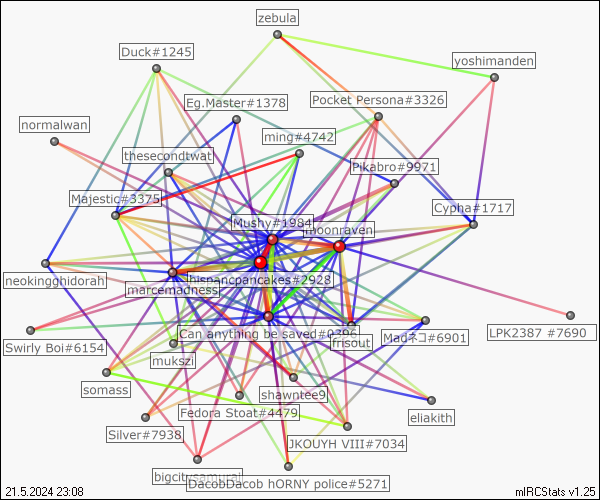 zebula
Duck#1245
yoshimanden
Eg.Master#1378
Pocket Persona#3326
normalwan
ming#4742
thesecondtwat
Pikabro#9971
Majestic#3375
Cypha#1717
Mushy#1984
moonraven
neokingghidorah
hispanicpancakes#2928
marcemadness
Can anything be saved#0396
Madネコ#6901
LPK2387 #7690
frisout
Swirly Boi#6154
mukszi
somass
shawntee9
Fedora Stoat#4479
eliakith
Silver#7938
JKOUYH VIII#7034
bigcitysamurai
DacobDacob hORNY police#5271
21.5.2024 23:08
mIRCStats v1.25